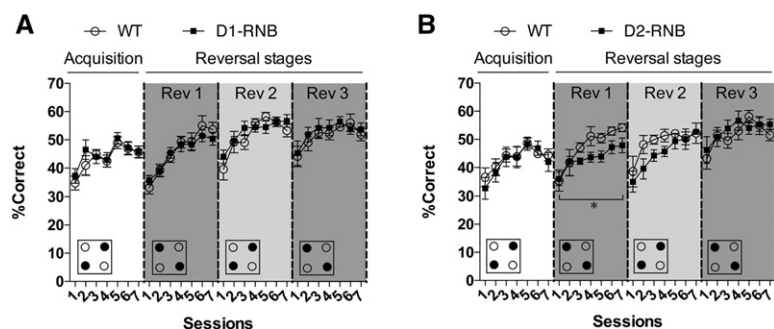 A
WT D1-RNB
Acquisition Reversal stages
Rev 1 Rev 2 Rev 3
%Correct
70
60
50
40
30
20
10
0
1 2 3 4 5 6 7 1 2 3 4 5 6 7 1 2 3 4 5 6 7 1 2 3 4 5 6 7
Sessions
B
WT D2-RNB
Acquisition Reversal stages
Rev 1 Rev 2 Rev 3
%Correct
70
60
50
40
30
20
10
0
*
1 2 3 4 5 6 7 1 2 3 4 5 6 7 1 2 3 4 5 6 7 1 2 3 4 5 6 7
Sessions